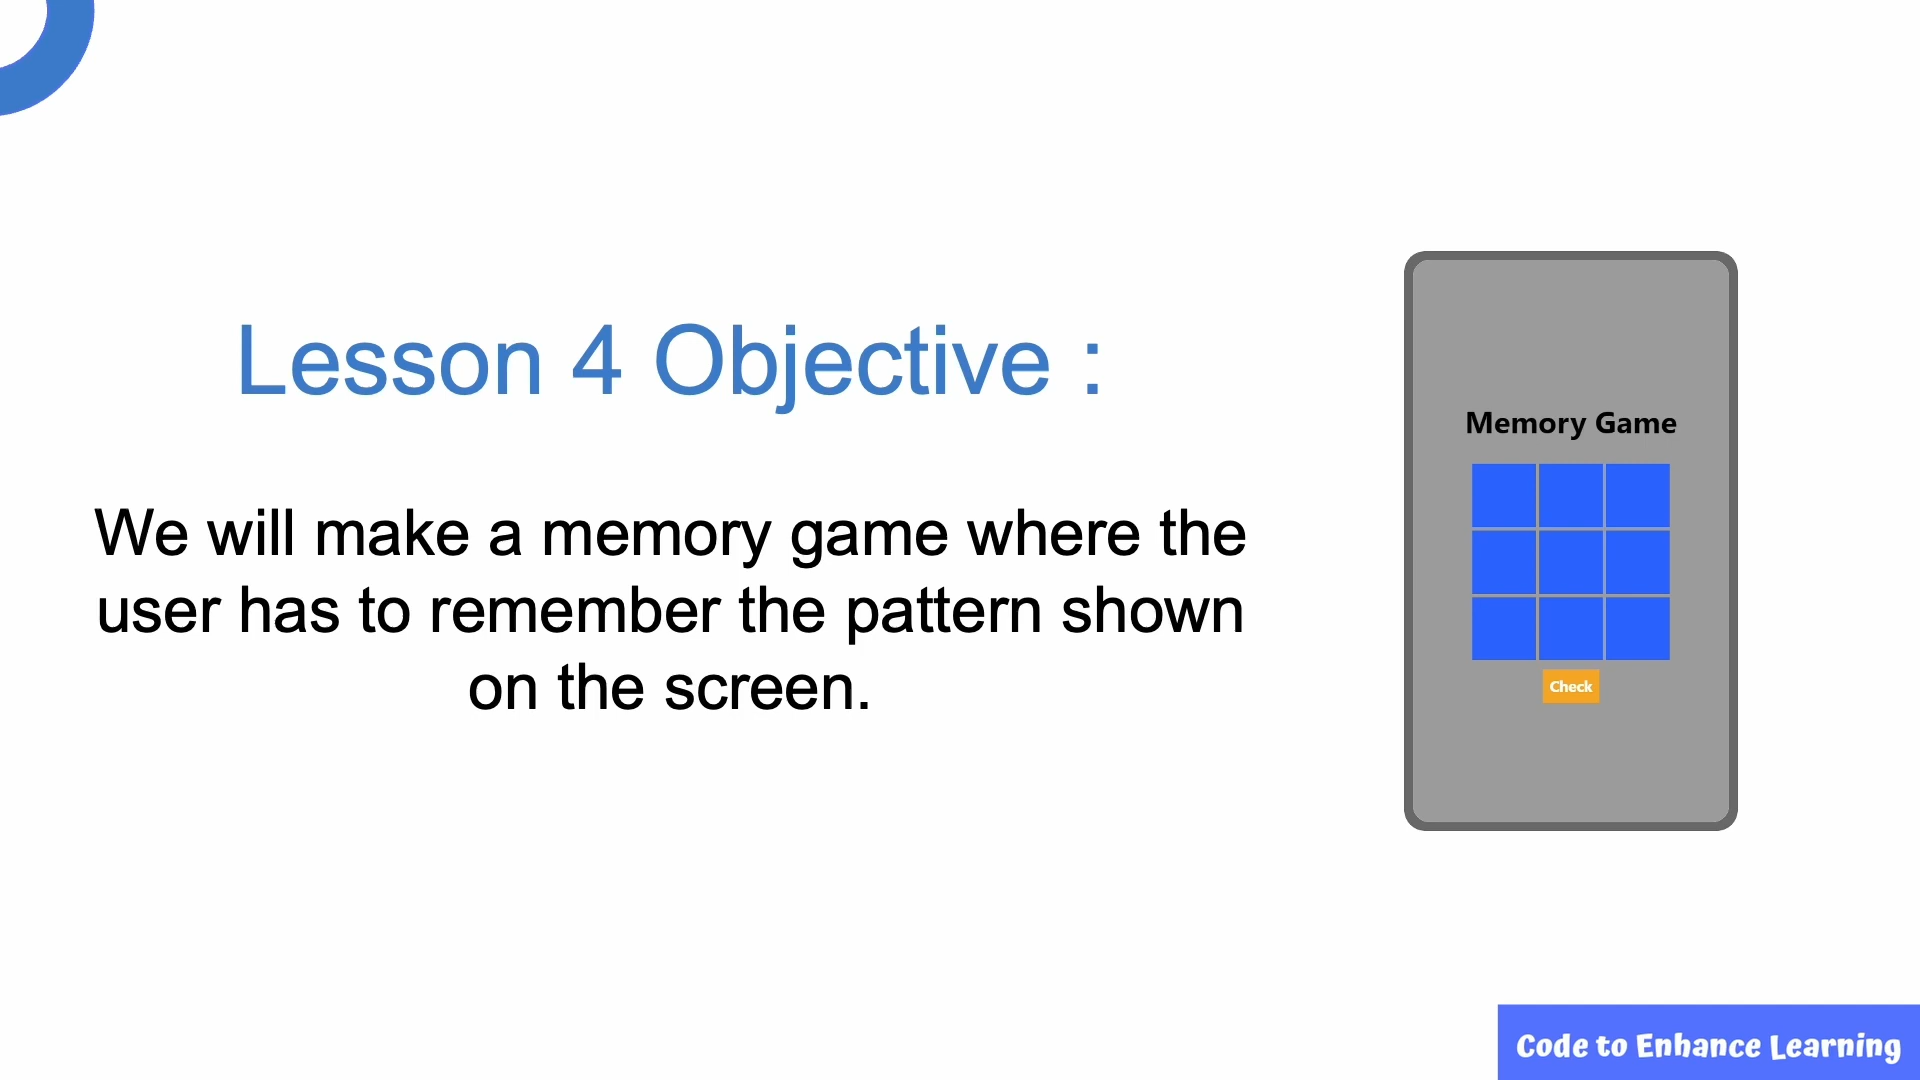 Lesson 4 Objective :
We will make a memory game where the
user has to remember the pattern shown
on the screen.
Memory Game
Check
Code to Enhance Learning